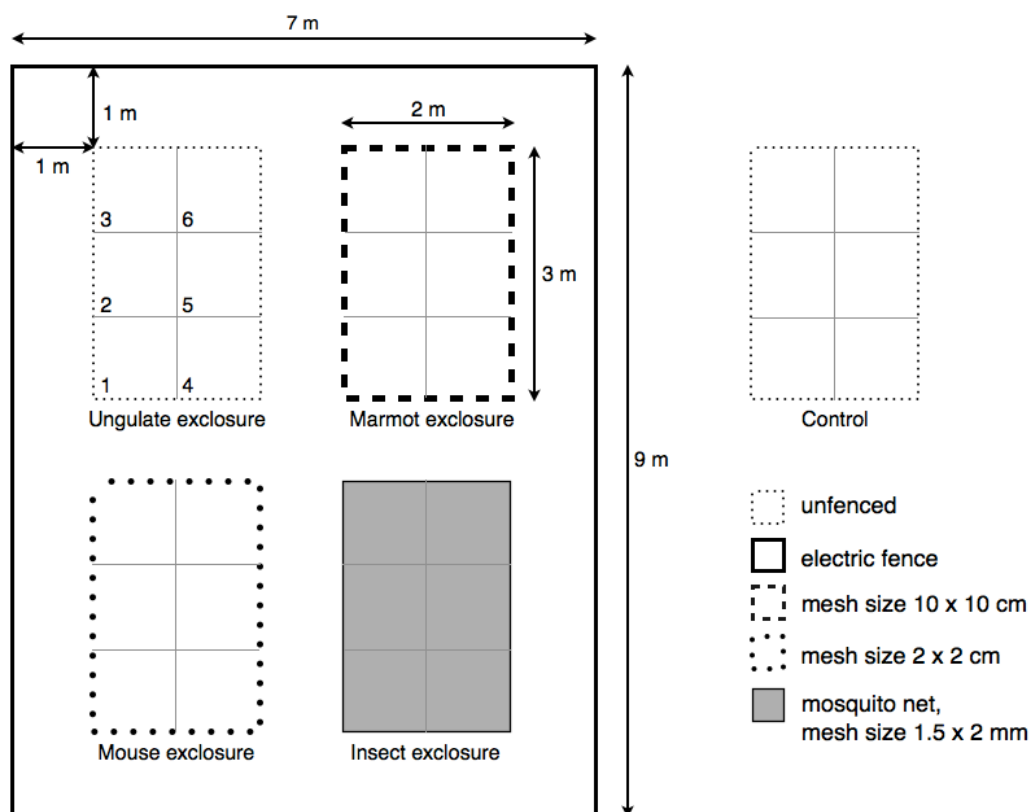 7 m
1 m
2 m
1 m
3 6
3 m
2 5
1 4
Ungulate exclosure
Marmot exclosure
Control
9 m
unfenced
electric fence
mesh size 10 x 10 cm
mesh size 2 x 2 cm
mosquito net,
mesh size 1.5 x 2 mm
Mouse exclosure
Insect exclosure